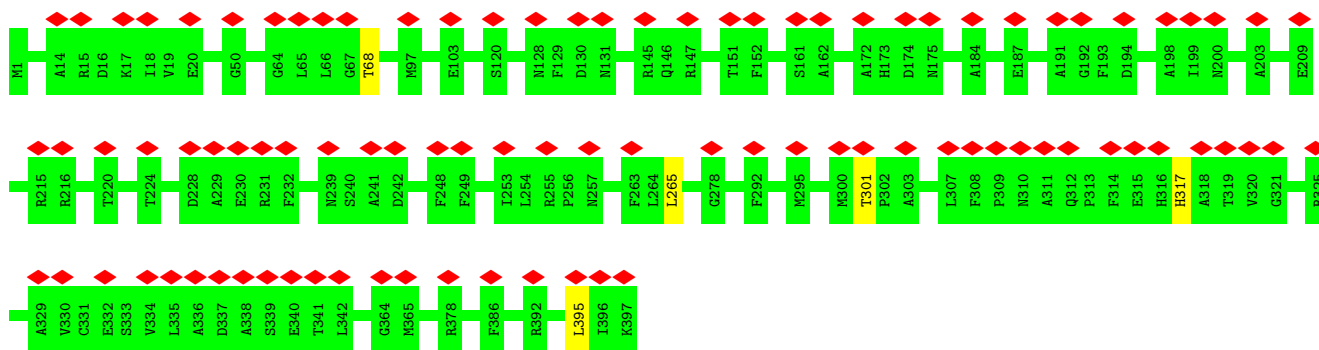 M1 A14 R15 D16 K17 I18 V19 E20 G50 G64 L65 L66 G67 T68 M97 E103 S120 N128 F129 D130 N131 R145 Q146 R147 T151 F152 S161 A162 A172 H173 D174 N175 A184 E187 A191 G192 F193 D194 A198 I199 N200 A203 E209
R215 R216 T220 T224 D228 A229 E230 R231 F232 N239 S240 A241 D242 F248 F249 I253 L254 R255 P256 N257 F263 L264 L265 G278 F292 M295 M300 T301 P302 A303 L307 F308 P309 N310 A311 Q312 P313 F314 E315 H316 H317 A318 T319 V320 G321
A329 V330 C331 E332 S333 V334 L335 A336 D337 A338 S339 E340 T341 L342 G364 M365 R378 F386 R392 L395 I396 K397